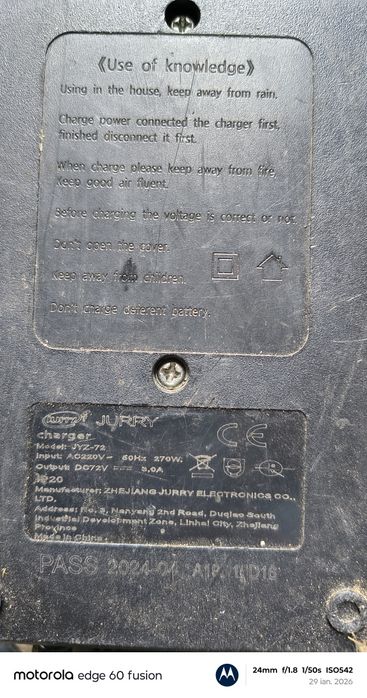 《Use of knowledge》
Using in the house, keep away from rain.
Charge power connected the charger first,
finished disconnect it first.
When charge please keep away from fire,
Keep good air fluent.
Before charging the voltage is correct or not.
Don't open the cover.
Keep away from children.
Don't charge deferent battery.
JURRY
charger
Model: JYZ-72
Input: AC220V~ 50Hz 270W
Output: DC72V 3.0A
IP20
Manufacturer: ZHEJIANG JURRY ELECTRONICS CO.,
LTD.
Address: No. 9, Nanyang 2nd Road, Duqiao South
Industrial Development Zone, Linhai City, Zhejiang
Province
Made in China
CE
PASS 2024-04
motorola edge 60 fusion
24mm f/1.8 1/50s ISO542
29 ian. 2026